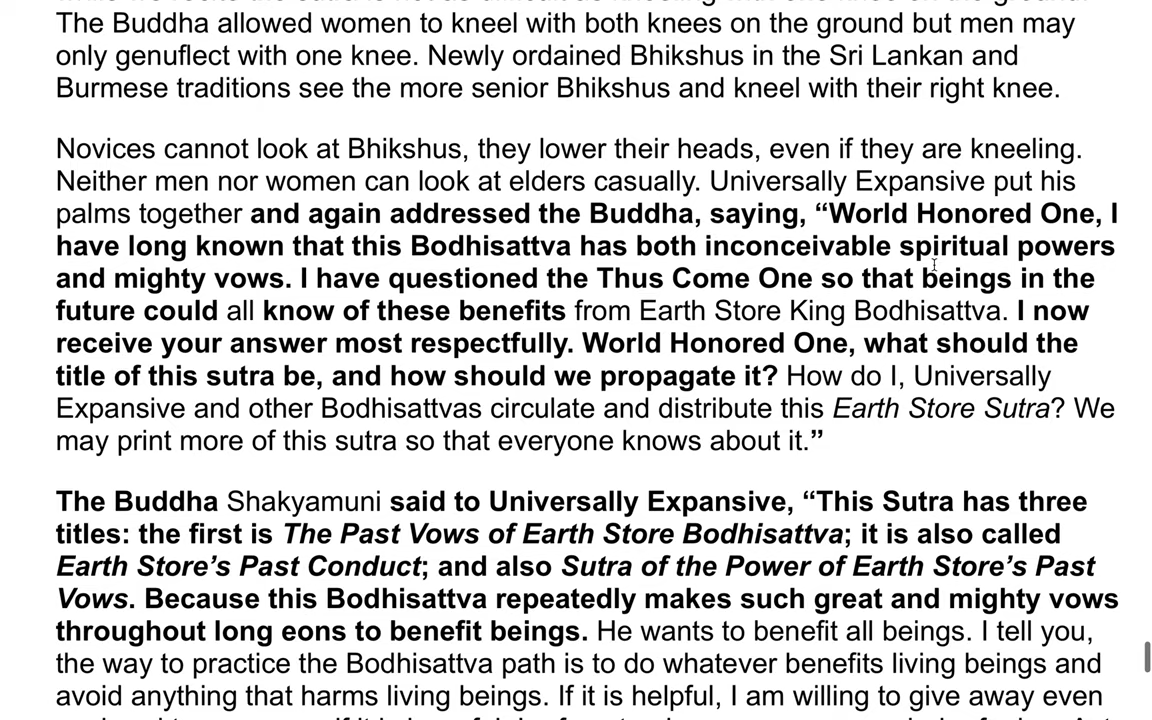 The Buddha allowed women to kneel with both knees on the ground but men may
only genuflect with one knee. Newly ordained Bhikshus in the Sri Lankan and
Burmese traditions see the more senior Bhikshus and kneel with their right knee.
Novices cannot look at Bhikshus, they lower their heads, even if they are kneeling.
Neither men nor women can look at elders casually. Universally Expansive put his
palms together and again addressed the Buddha, saying, “World Honored One, I
have long known that this Bodhisattva has both inconceivable spiritual powers
and mighty vows. I have questioned the Thus Come One so that beings in the
future could all know of these benefits from Earth Store King Bodhisattva. I now
receive your answer most respectfully. World Honored One, what should the
title of this sutra be, and how should we propagate it? How do I, Universally
Expansive and other Bodhisattvas circulate and distribute this Earth Store Sutra? We
may print more of this sutra so that everyone knows about it.”
The Buddha Shakyamuni said to Universally Expansive, “This Sutra has three
titles: the first is The Past Vows of Earth Store Bodhisattva; it is also called
Earth Store’s Past Conduct; and also Sutra of the Power of Earth Store’s Past
Vows. Because this Bodhisattva repeatedly makes such great and mighty vows
throughout long eons to benefit beings. He wants to benefit all beings. I tell you,
the way to practice the Bodhisattva path is to do whatever benefits living beings and
avoid anything that harms living beings. If it is helpful, I am willing to give away even